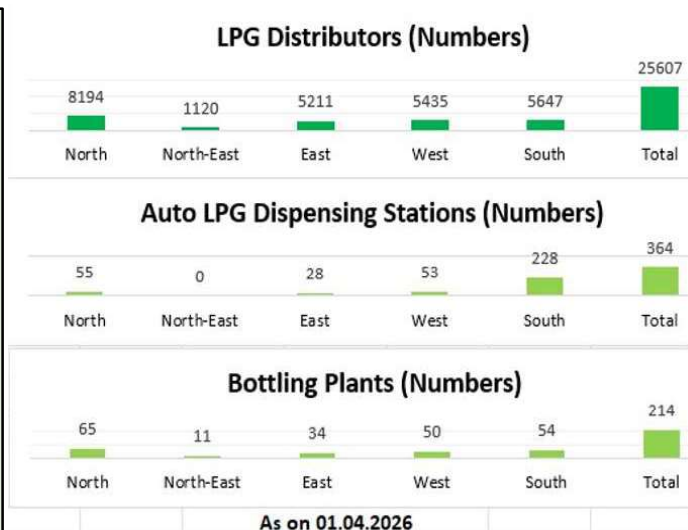 LPG Distributors (Numbers)
8194 1120 5211 5435 5647 25607
North North-East East West South Total
Auto LPG Dispensing Stations (Numbers)
55 0 28 53 228 364
North North-East East West South Total
Bottling Plants (Numbers)
65 11 34 50 54 214
North North-East East West South Total
As on 01.04.2026